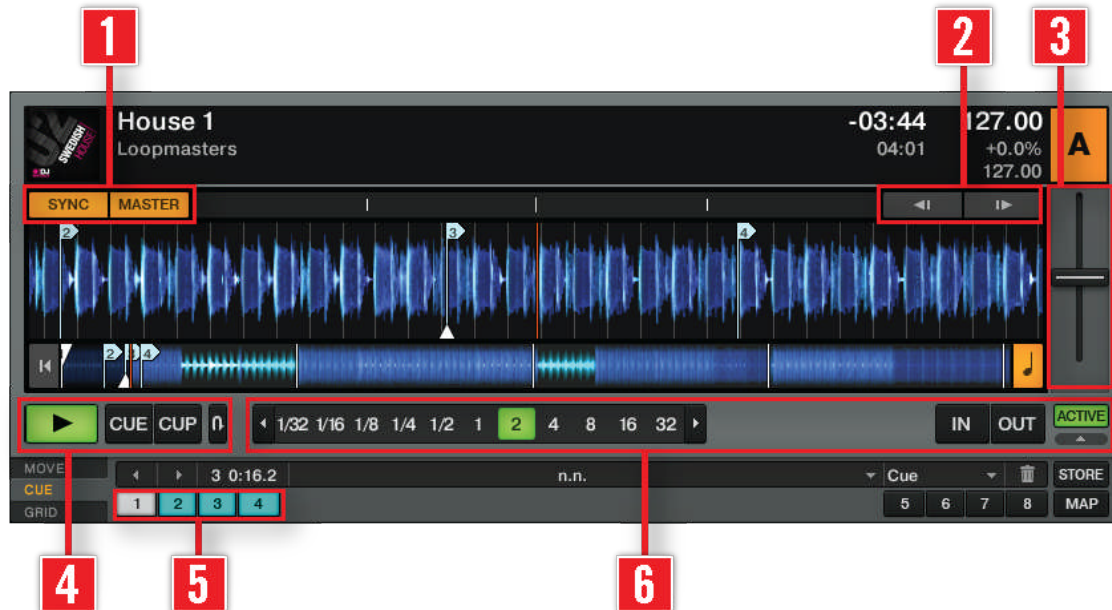 1 2 3
SWEDISH HOUSE!
DJ
House 1 -03:44 127.00 A
Loopmasters 04:01 +0.0%
127.00
SYNC MASTER
2 3 4
2 3 4
CUE CUP 1/32 1/16 1/8 1/4 1/2 1 2 4 8 16 32 IN OUT ACTIVE
MOVE 3 0:16.2 n.n. Cue STORE
CUE
GRID 1 2 3 4 5 6 7 8 MAP
4 5 6